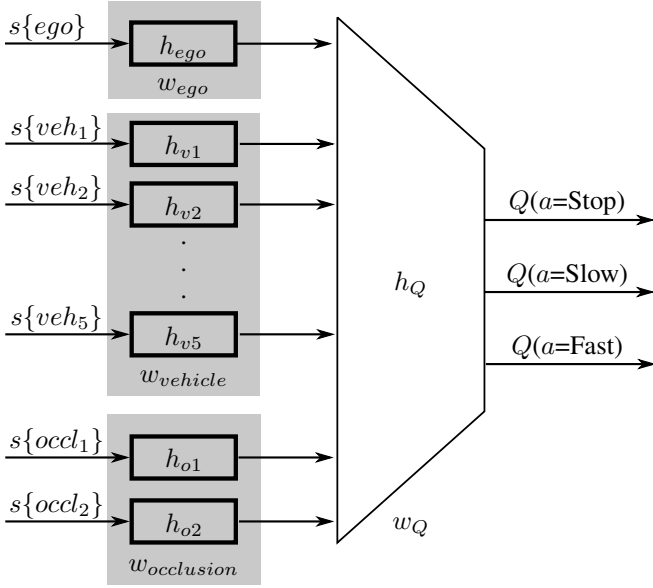 s{ego}
h_ego
w_ego
s{veh_1}
h_v1
s{veh_2}
h_v2
.
.
.
s{veh_5}
h_v5
w_vehicle
s{occl_1}
h_o1
s{occl_2}
h_o2
w_occlusion
h_Q
w_Q
Q(a=Stop)
Q(a=Slow)
Q(a=Fast)